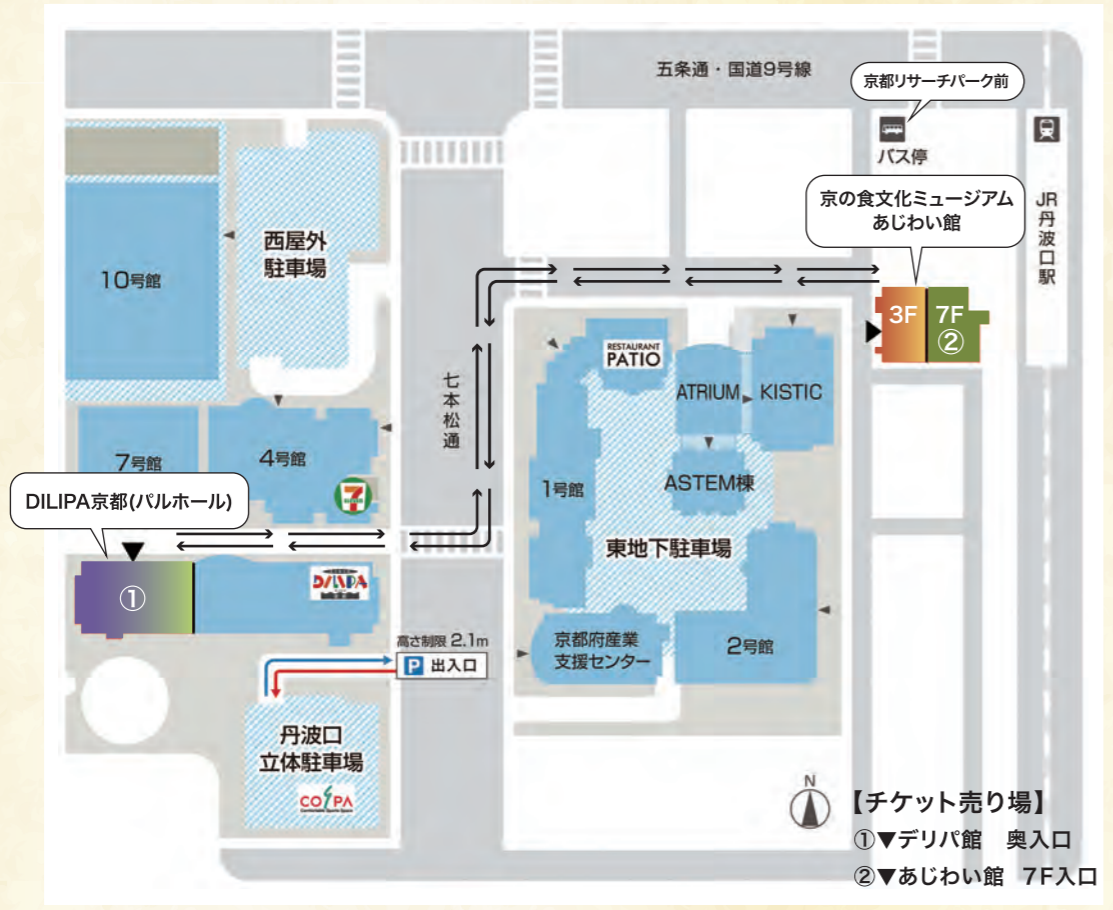 五条通・国道9号線
京都リサーチパーク前
バス停
JR丹波口駅
京の食文化ミュージアム
あじわい館
3F
7F
②
西屋外
駐車場
10号館
七本松通
RESTAURANT
PATIO
ATRIUM
KISTIC
7号館
4号館
7
1号館
ASTEM棟
DILIPA京都(パルホール)
東地下駐車場
①
DILIPA
高さ制限 2.1m
P 出入口
京都府産業
支援センター
2号館
丹波口
立体駐車場
COSPA
N
【チケット売り場】
①▼デリパ館 奥入口
②▼あじわい館 7F入口